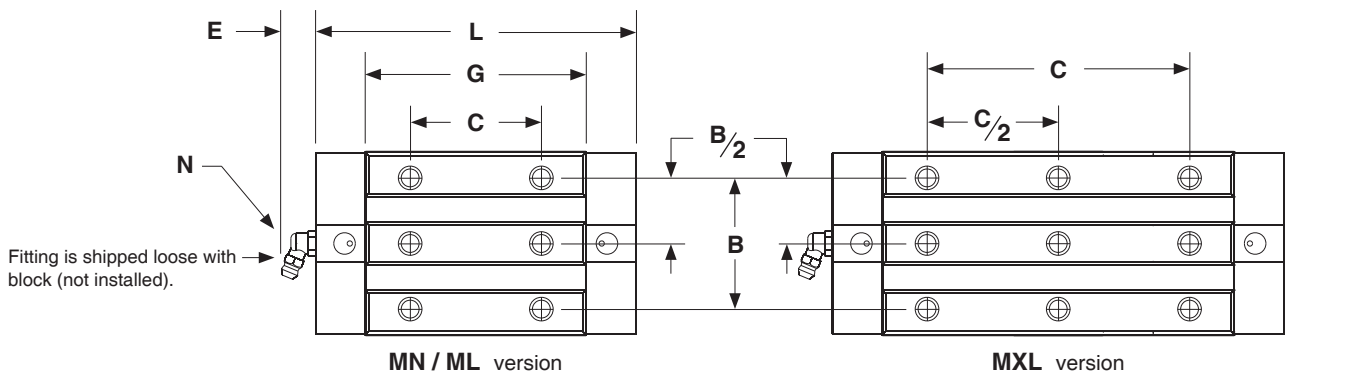 E
L
G
C
C
C/2
B/2
N
B
Fitting is shipped loose with
block (not installed).
MN / ML version
MXL version